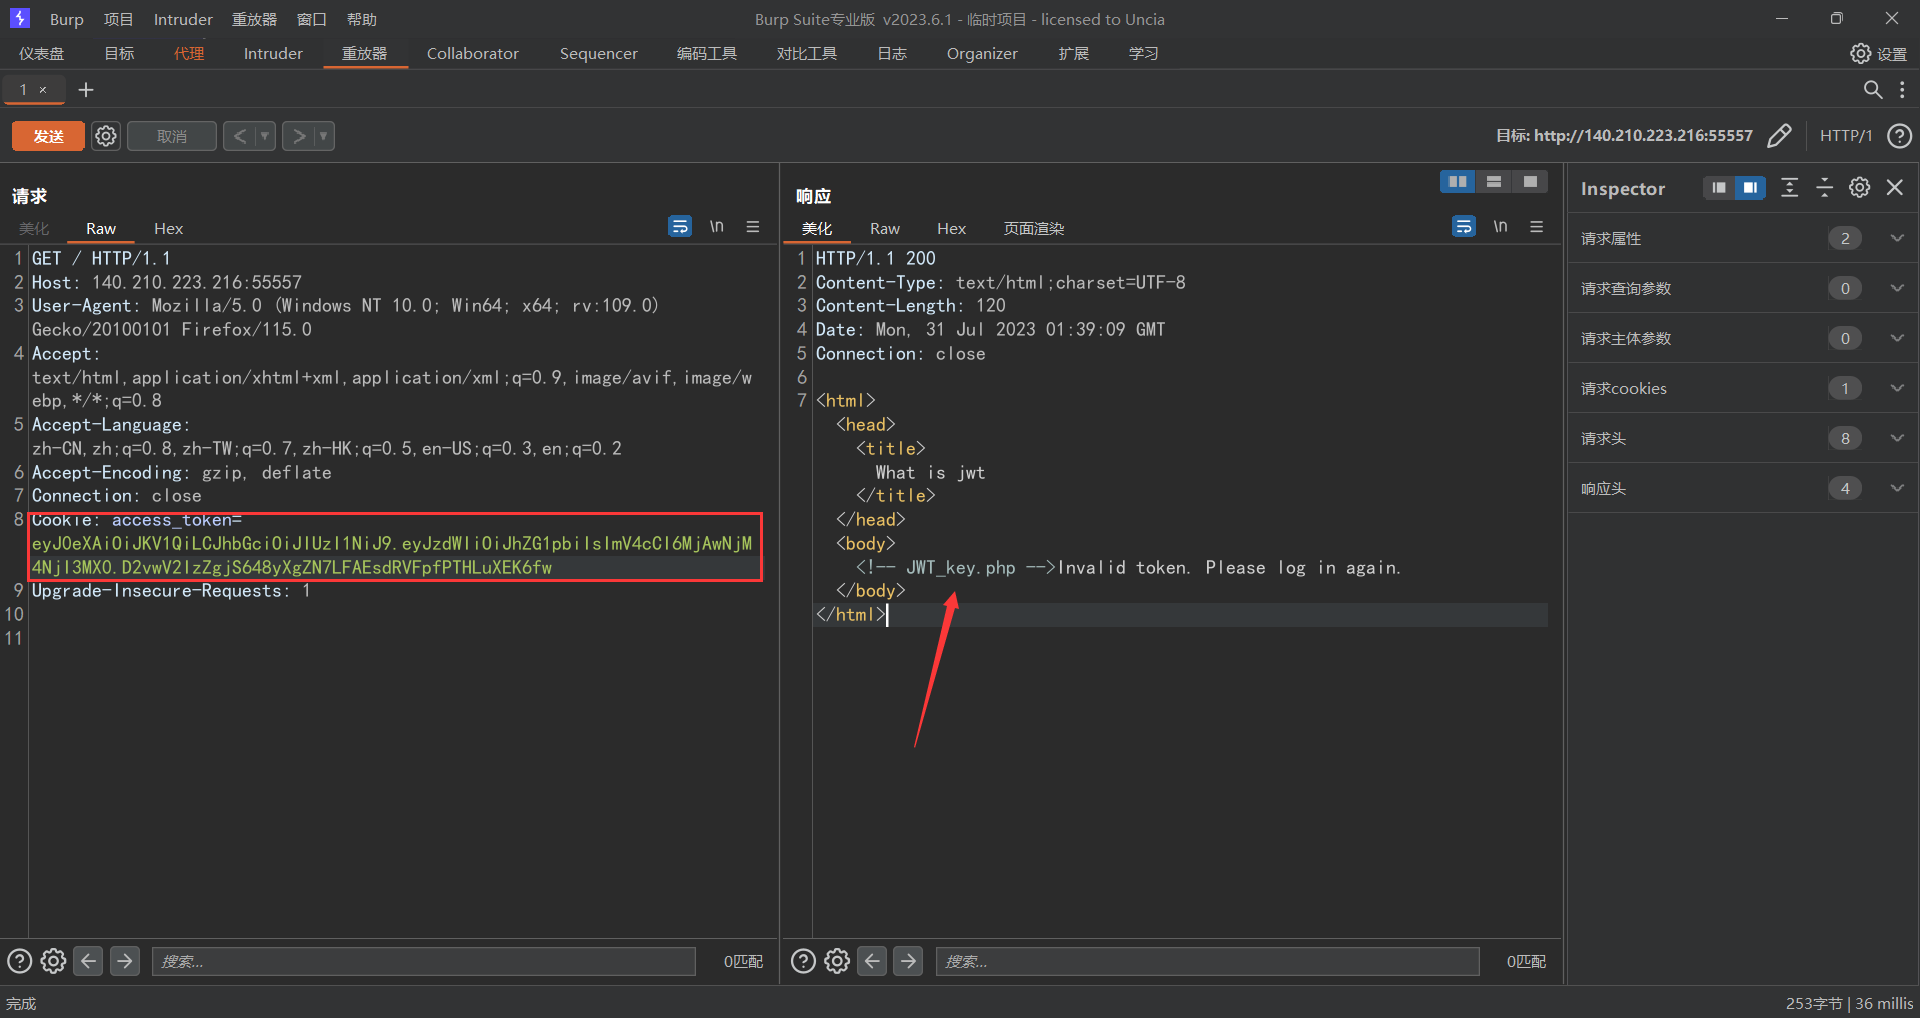 Burp 项目 Intruder 重放器 窗口 帮助 Burp Suite专业版 v2023.6.1 - 临时项目 - licensed to Uncia
仪表盘 目标 代理 Intruder 重放器 Collaborator Sequencer 编码工具 对比工具 日志 Organizer 扩展 学习 设置
1 × +
发送 取消 < > 目标: http://140.210.223.216:55557 HTTP/1
请求
美化 Raw Hex \n
1 GET / HTTP/1.1
2 Host: 140.210.223.216:55557
3 User-Agent: Mozilla/5.0 (Windows NT 10.0; Win64; x64; rv:109.0)
Gecko/20100101 Firefox/115.0
4 Accept:
text/html,application/xhtml+xml,application/xml;q=0.9,image/avif,image/w
ebp,*/*;q=0.8
5 Accept-Language:
zh-CN,zh;q=0.8,zh-TW;q=0.7,zh-HK;q=0.5,en-US;q=0.3,en;q=0.2
6 Accept-Encoding: gzip, deflate
7 Connection: close
8 Cookie: access_token=
eyJ0eXAiOiJKV1QiLCJhbGciOiJIUzI1NiJ9.eyJzdWIiOiJhZG1pbiIsImV4cCI6MjAwNjM
4NjI3MX0.D2vwV2IzZgjS648yXgZN7LFAEsdRVFpfPTHLuXEK6fw
9 Upgrade-Insecure-Requests: 1
10
11
搜索... 0匹配
响应
美化 Raw Hex 页面渲染 \n
1 HTTP/1.1 200
2 Content-Type: text/html;charset=UTF-8
3 Content-Length: 120
4 Date: Mon, 31 Jul 2023 01:39:09 GMT
5 Connection: close
6
7 <html>
<head>
<title>
What is jwt
</title>
</head>
<body>
<!-- JWT_key.php -->Invalid token. Please log in again.
</body>
</html>
搜索... 0匹配
Inspector
请求属性 2
请求查询参数 0
请求主体参数 0
请求cookies 1
请求头 8
响应头 4
完成 253字节 | 36 millis